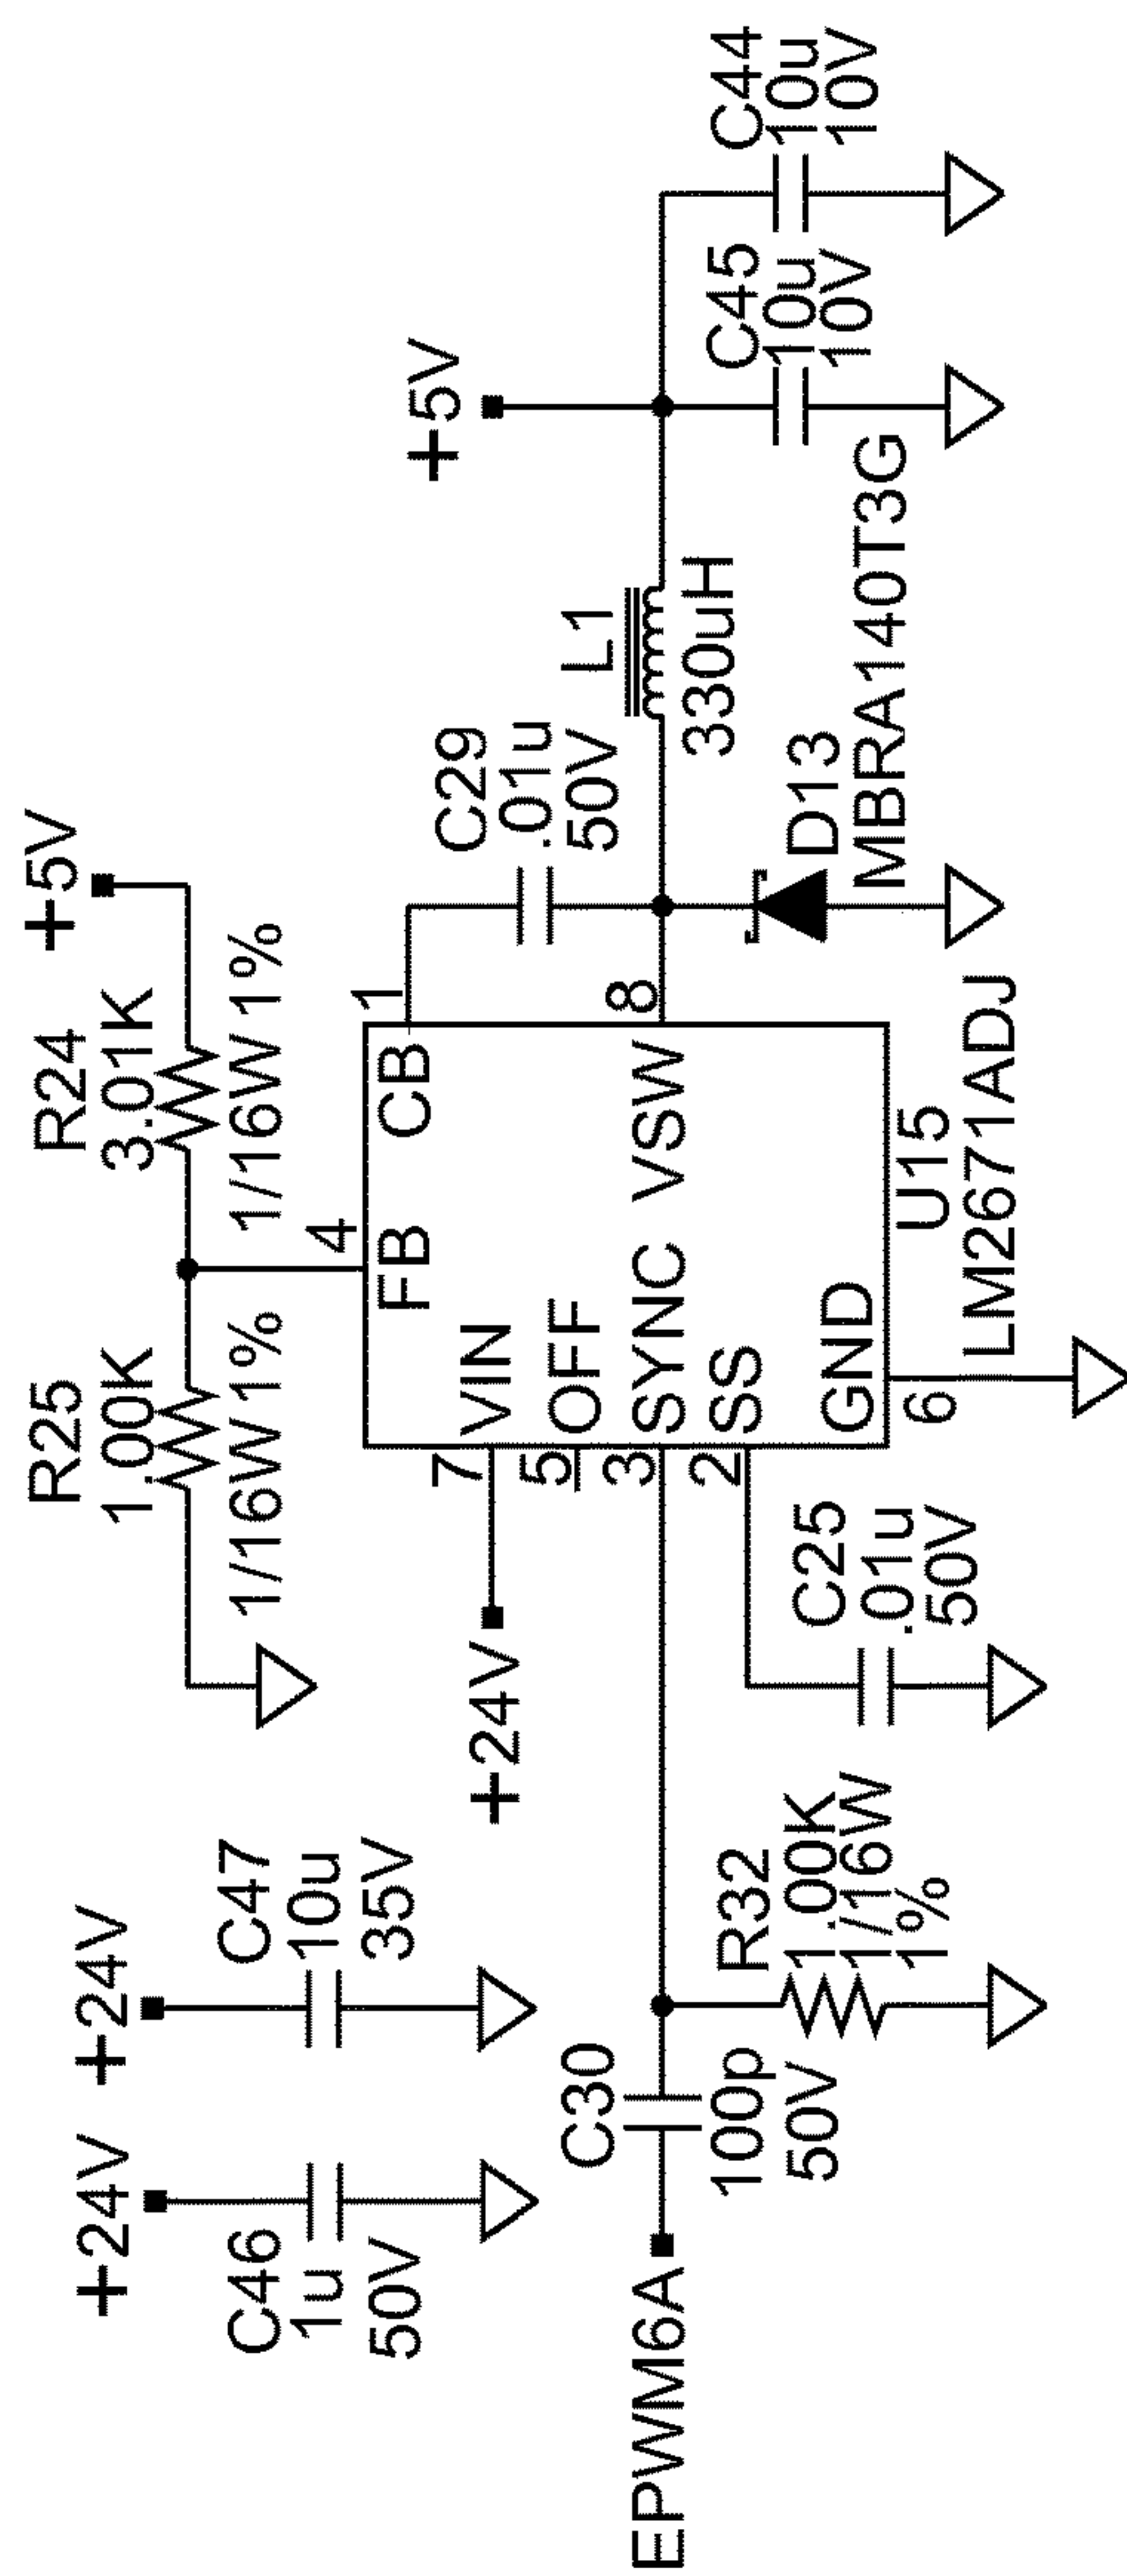 +24V
C46
1u
50V
+24V
C47
10u
35V
R25
1.00K
1/16W 1%
R24
3.01K
1/16W 1%
+5V
+24V
7
VIN
5
OFF
3
SYNC
2
SS
GND
6
4
FB
1
CB
8
VSW
U15
LM2671ADJ
EPWM6A
C30
100p
50V
R32
1.00K
1/16W
1%
C25
.01u
50V
C29
.01u
50V
L1
330uH
D13
MBRA140T3G
+5V
C45
10u
10V
C44
10u
10V